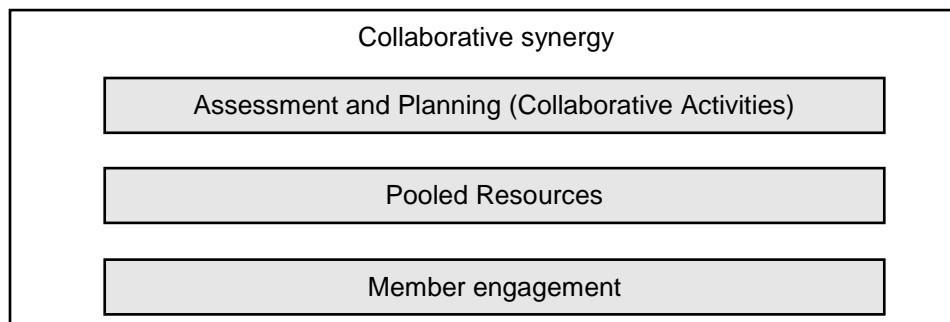 Collaborative synergy
Assessment and Planning (Collaborative Activities)
Pooled Resources
Member engagement